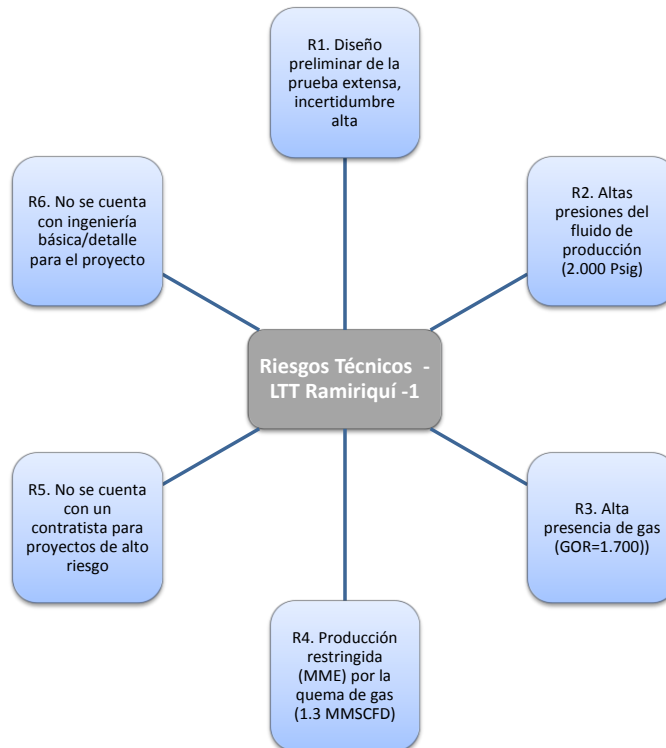 R1. Diseño
preliminar de la
prueba extensa,
incertidumbre
alta
R6. No se cuenta
con ingeniería
básica/detalle
para el proyecto
R2. Altas
presiones del
fluido de
producción
(2.000 Psig)
Riesgos Técnicos -
LTT Ramiriquí -1
R5. No se cuenta
con un
contratista para
proyectos de alto
riesgo
R3. Alta
presencia de gas
(GOR=1.700))
R4. Producción
restringida
(MME) por la
quema de gas
(1.3 MMSCFD)